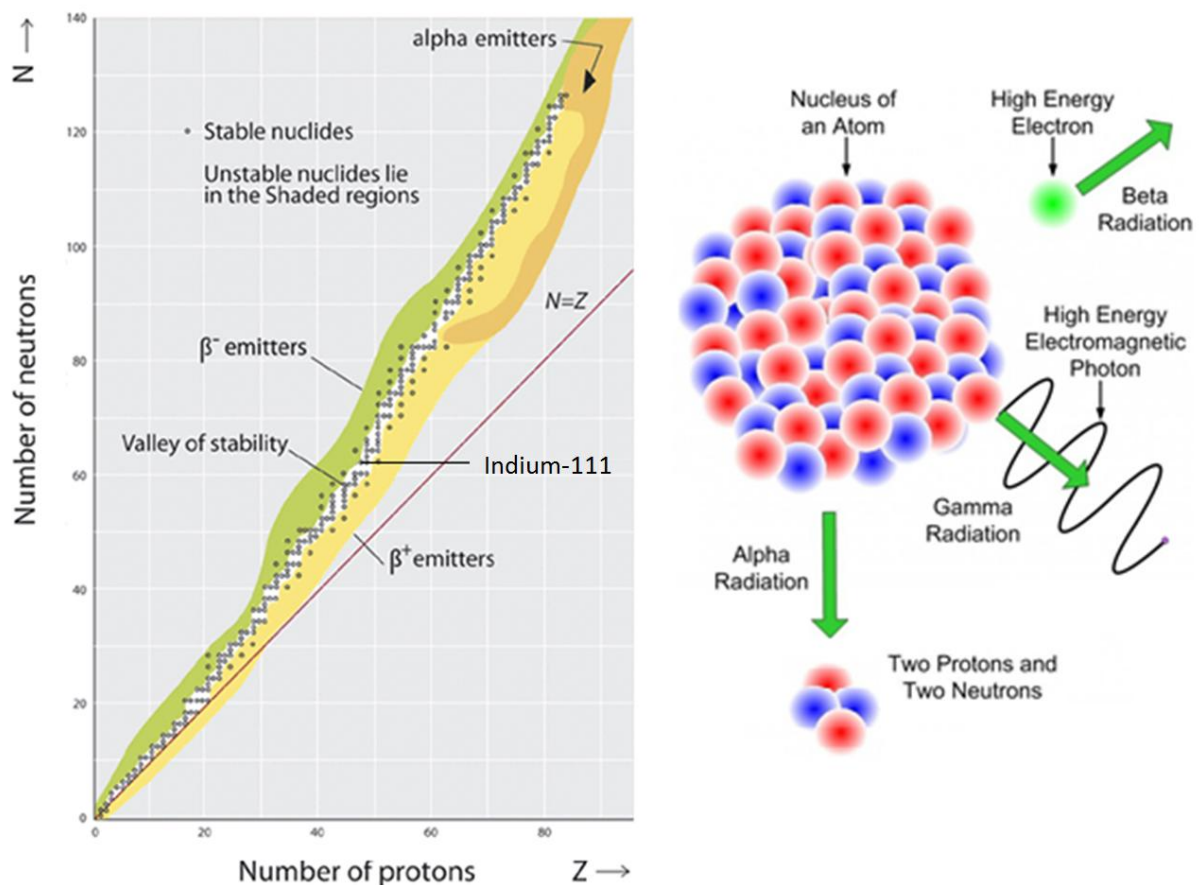 N →
Number of neutrons
140
120
100
80
60
40
20
0
alpha emitters
Stable nuclides
Unstable nuclides lie
in the Shaded regions
N=Z
β⁻ emitters
Valley of stability
Indium-111
β⁺ emitters
0
20
40
60
80
Number of protons
Z →
Nucleus of
an Atom
High Energy
Electron
Beta
Radiation
High Energy
Electromagnetic
Photon
Gamma
Radiation
Alpha
Radiation
Two Protons and
Two Neutrons